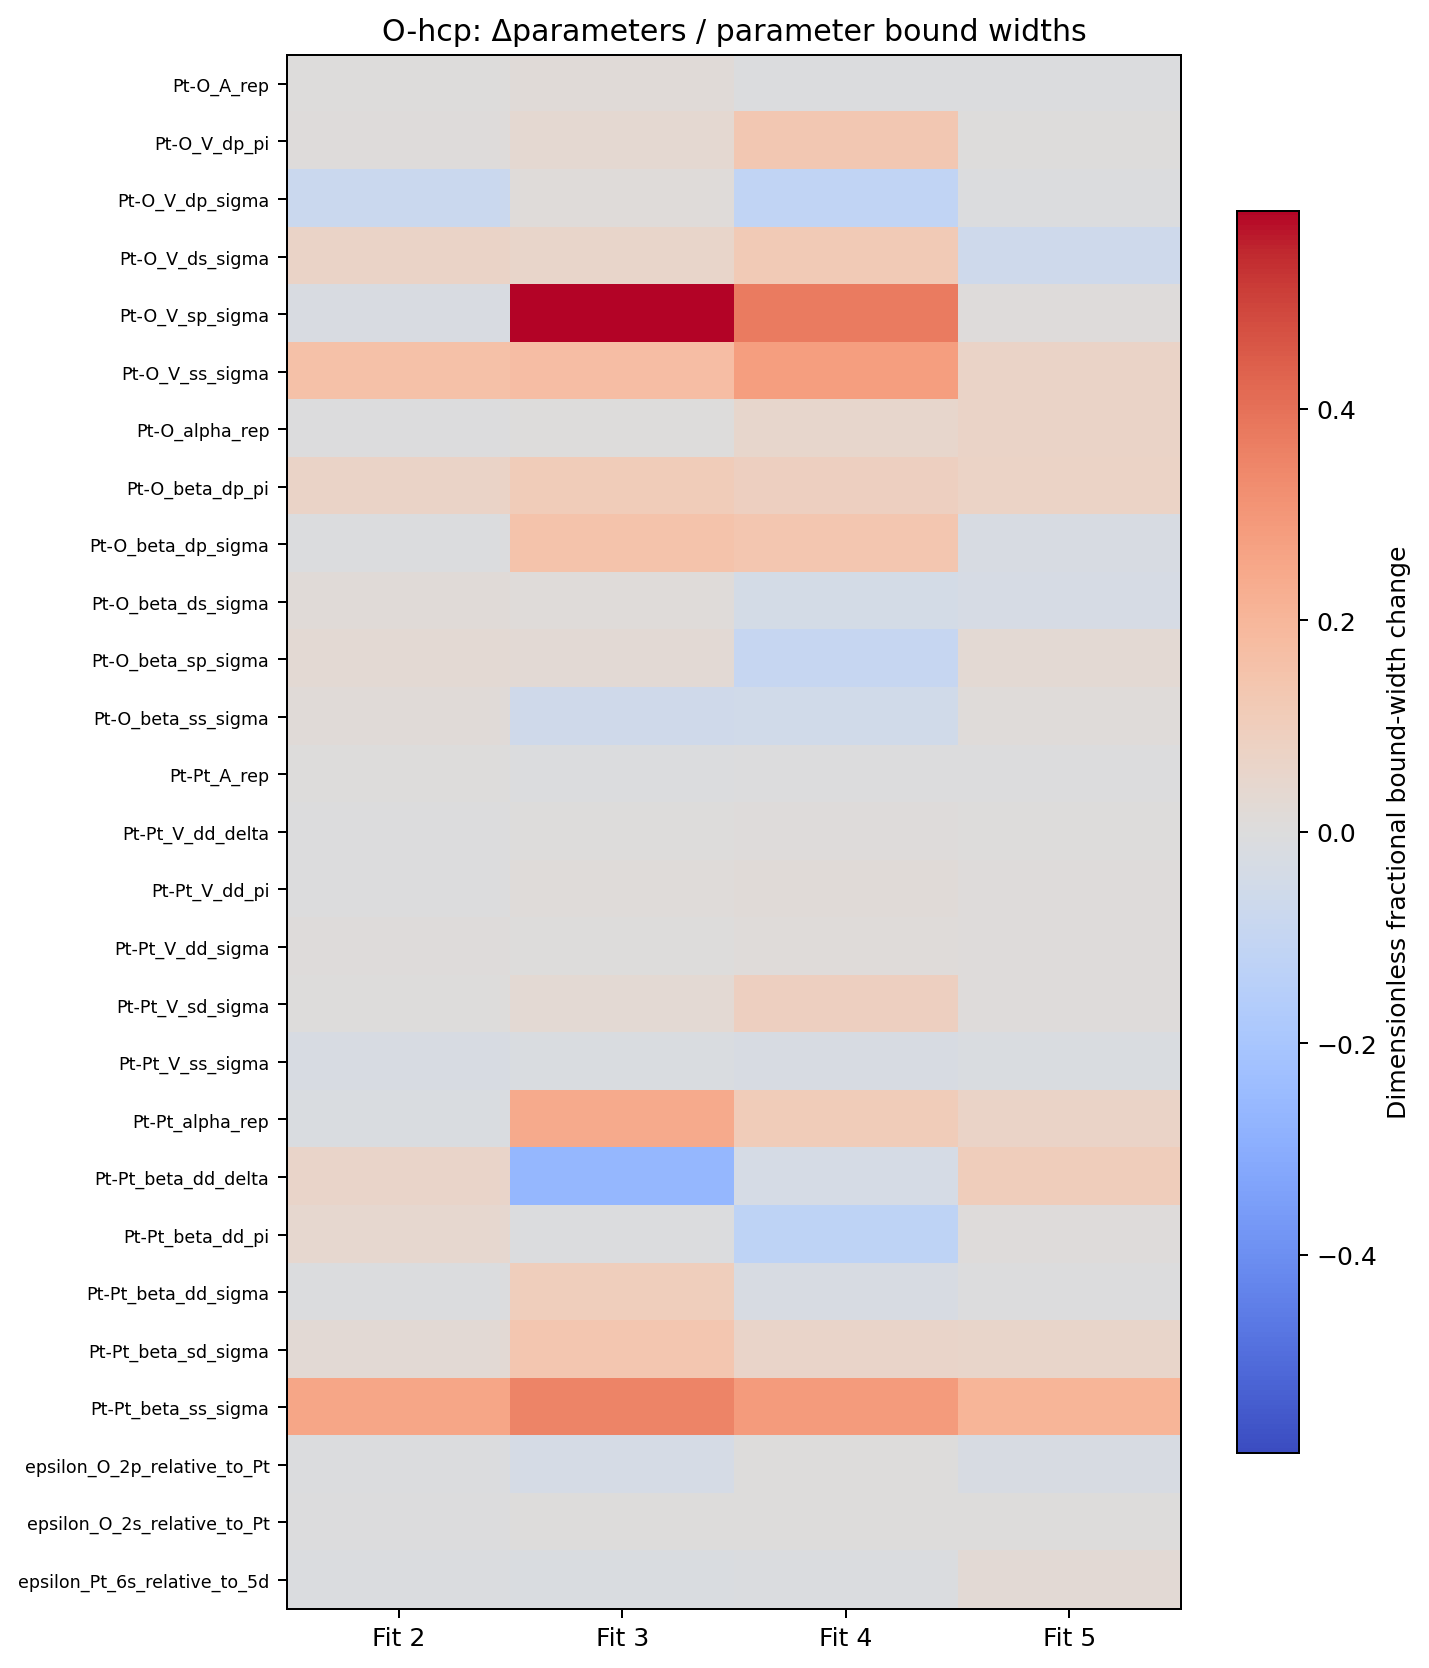 O-hcp: Δparameters / parameter bound widths
Pt-O_A_rep
Pt-O_V_dp_pi
Pt-O_V_dp_sigma
Pt-O_V_ds_sigma
Pt-O_V_sp_sigma
Pt-O_V_ss_sigma
Pt-O_alpha_rep
Pt-O_beta_dp_pi
Pt-O_beta_dp_sigma
Pt-O_beta_ds_sigma
Pt-O_beta_sp_sigma
Pt-O_beta_ss_sigma
Pt-Pt_A_rep
Pt-Pt_V_dd_delta
Pt-Pt_V_dd_pi
Pt-Pt_V_dd_sigma
Pt-Pt_V_sd_sigma
Pt-Pt_V_ss_sigma
Pt-Pt_alpha_rep
Pt-Pt_beta_dd_delta
Pt-Pt_beta_dd_pi
Pt-Pt_beta_dd_sigma
Pt-Pt_beta_sd_sigma
Pt-Pt_beta_ss_sigma
epsilon_O_2p_relative_to_Pt
epsilon_O_2s_relative_to_Pt
epsilon_Pt_6s_relative_to_5d
Fit 2 Fit 3 Fit 4 Fit 5
0.4
0.2
0.0
−0.2
−0.4
Dimensionless fractional bound-width change